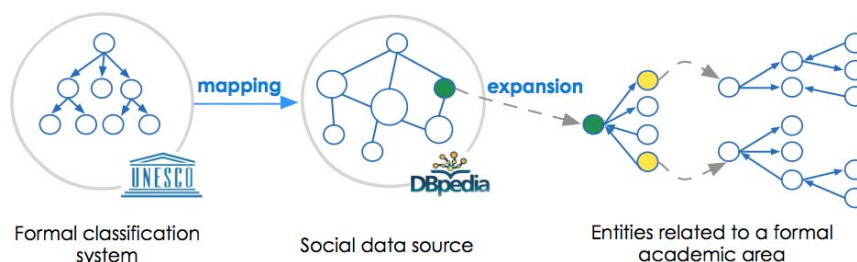 mapping
expansion
UNESCO
DBpedia
Formal classification
system
Social data source
Entities related to a formal
academic area